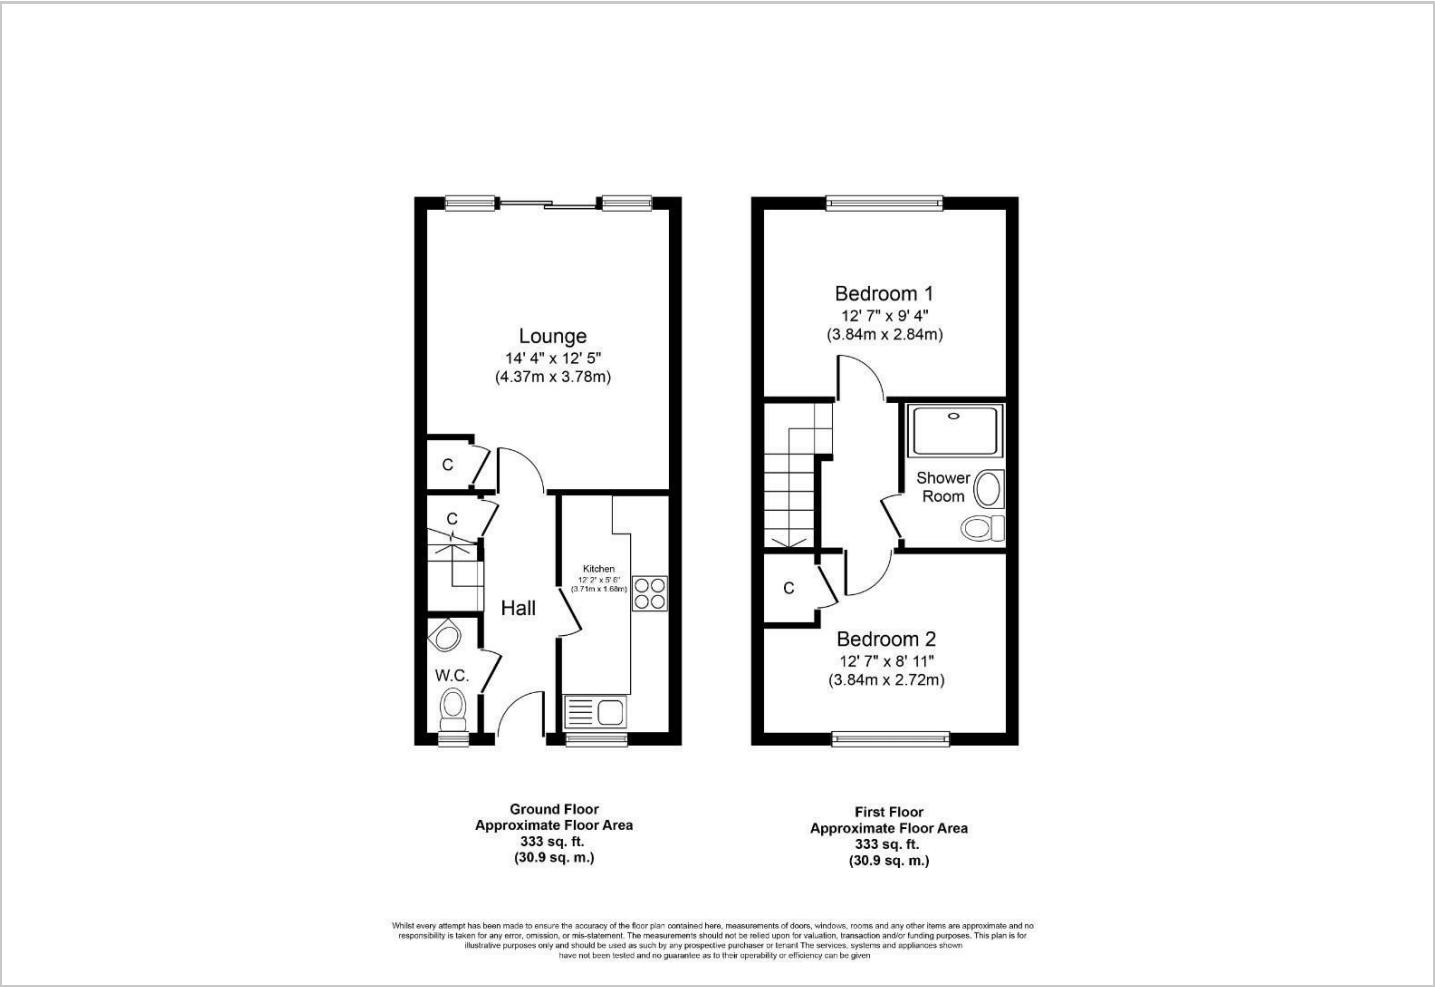 Lounge
14' 4" x 12' 5"
(4.37m x 3.78m)
C
C
Kitchen
12' 2" x 5' 6"
(3.71m x 1.68m)
Hall
W.C.
Ground Floor
Approximate Floor Area
333 sq. ft.
(30.9 sq. m.)
Bedroom 1
12' 7" x 9' 4"
(3.84m x 2.84m)
Shower
Room
C
Bedroom 2
12' 7" x 8' 11"
(3.84m x 2.72m)
First Floor
Approximate Floor Area
333 sq. ft.
(30.9 sq. m.)
Whilst every attempt has been made to ensure the accuracy of the floor plan contained here, measurements of doors, windows, rooms and any other items are approximate and no
responsibility is taken for any error, omission, or mis-statement. The measurements should not be relied upon for valuation, transaction and/or funding purposes. This plan is for
illustrative purposes only and should be used as such by any prospective purchaser or tenant The services, systems and appliances shown
have not been tested and no guarantee as to their operability or efficiency can be given